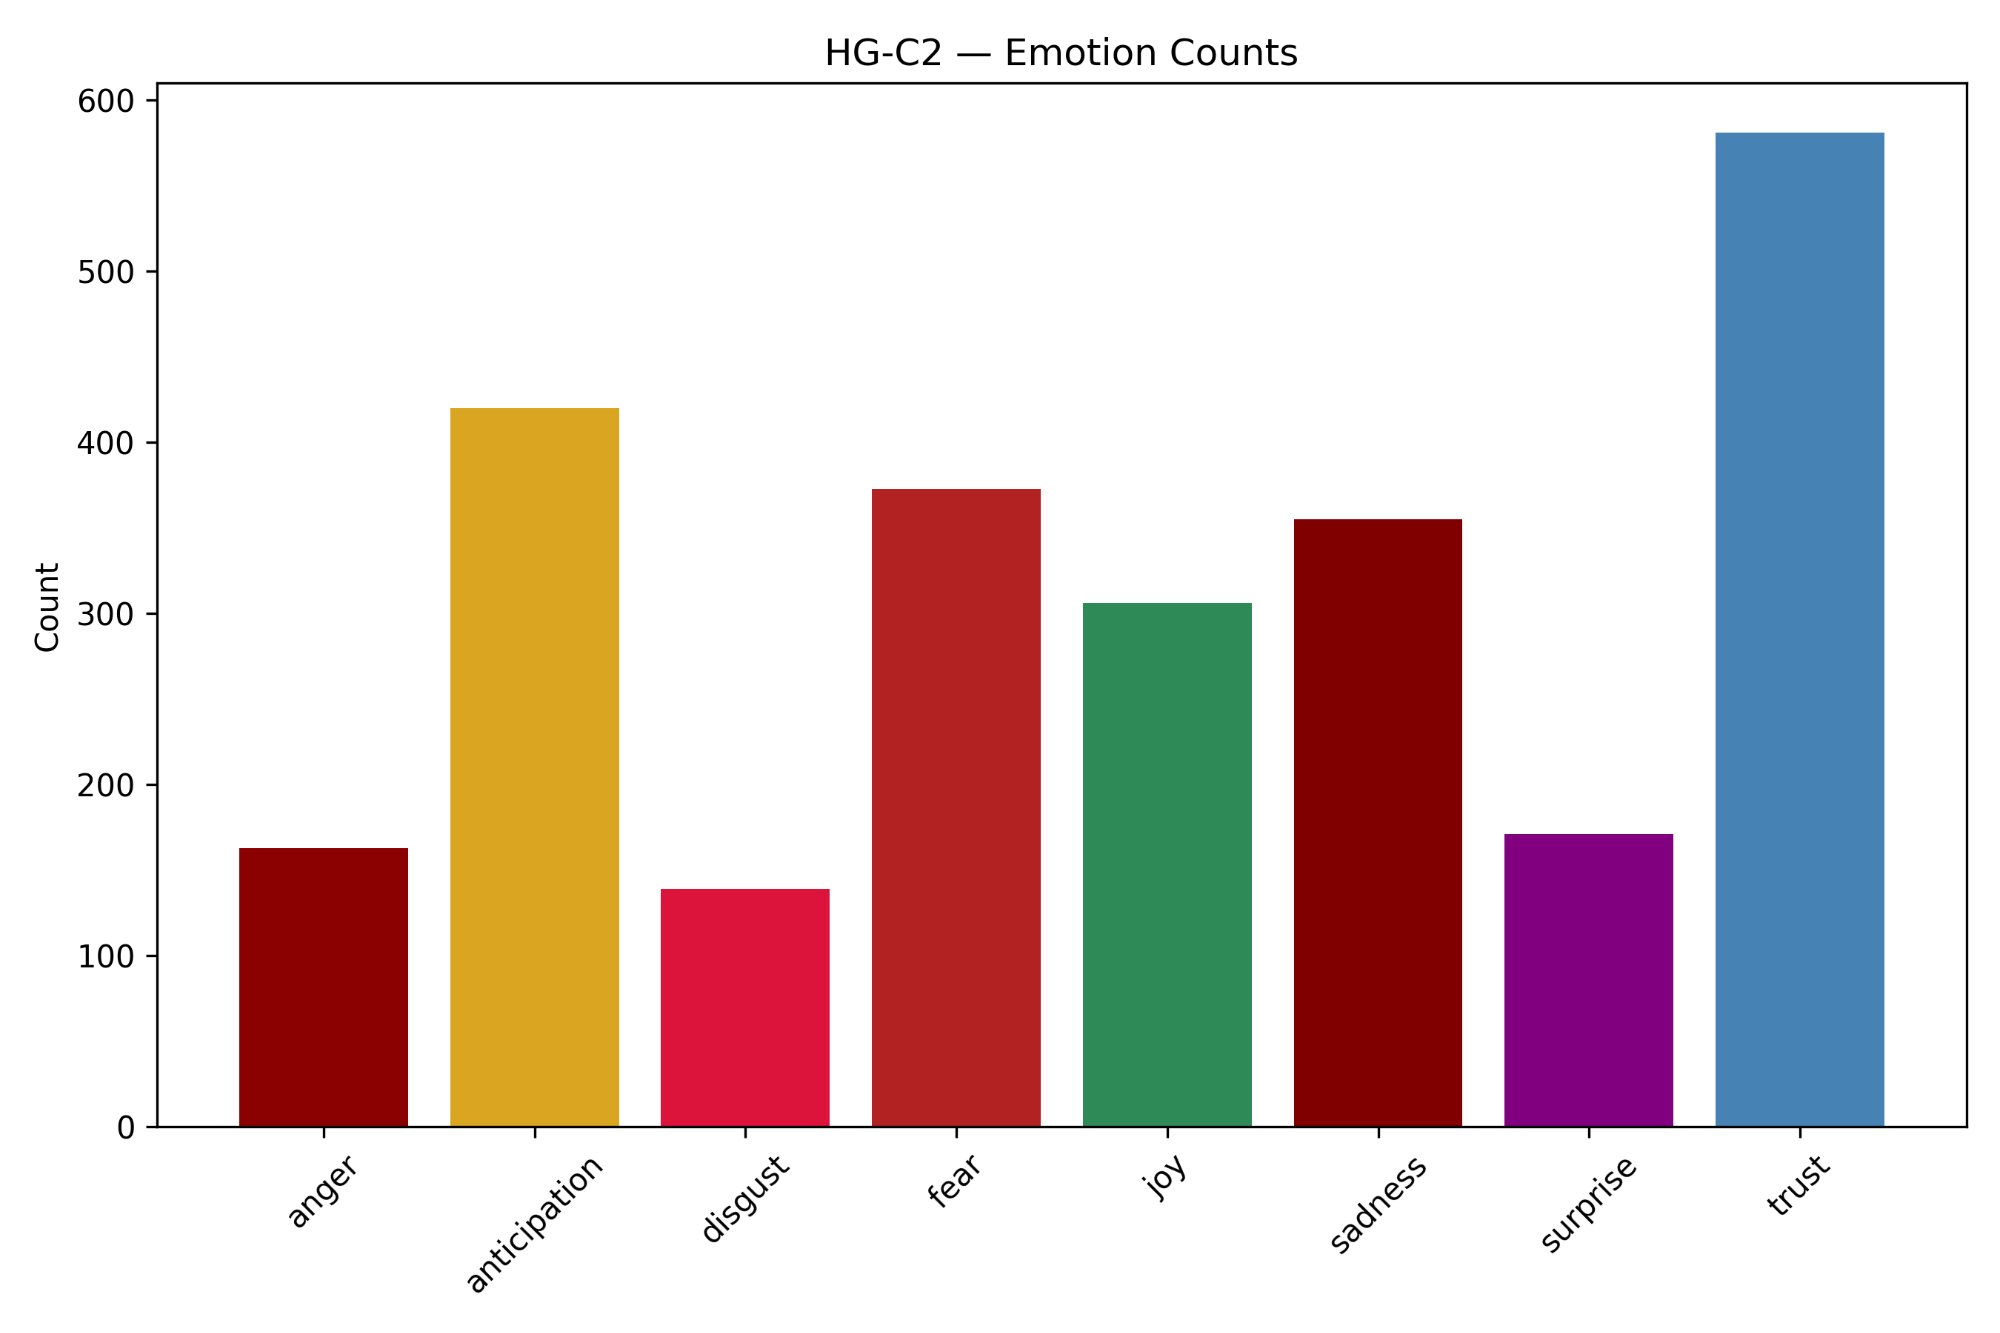 HG-C2 — Emotion Counts
600
500
400
300
200
100
0
Count
anger
anticipation
disgust
fear
joy
sadness
surprise
trust